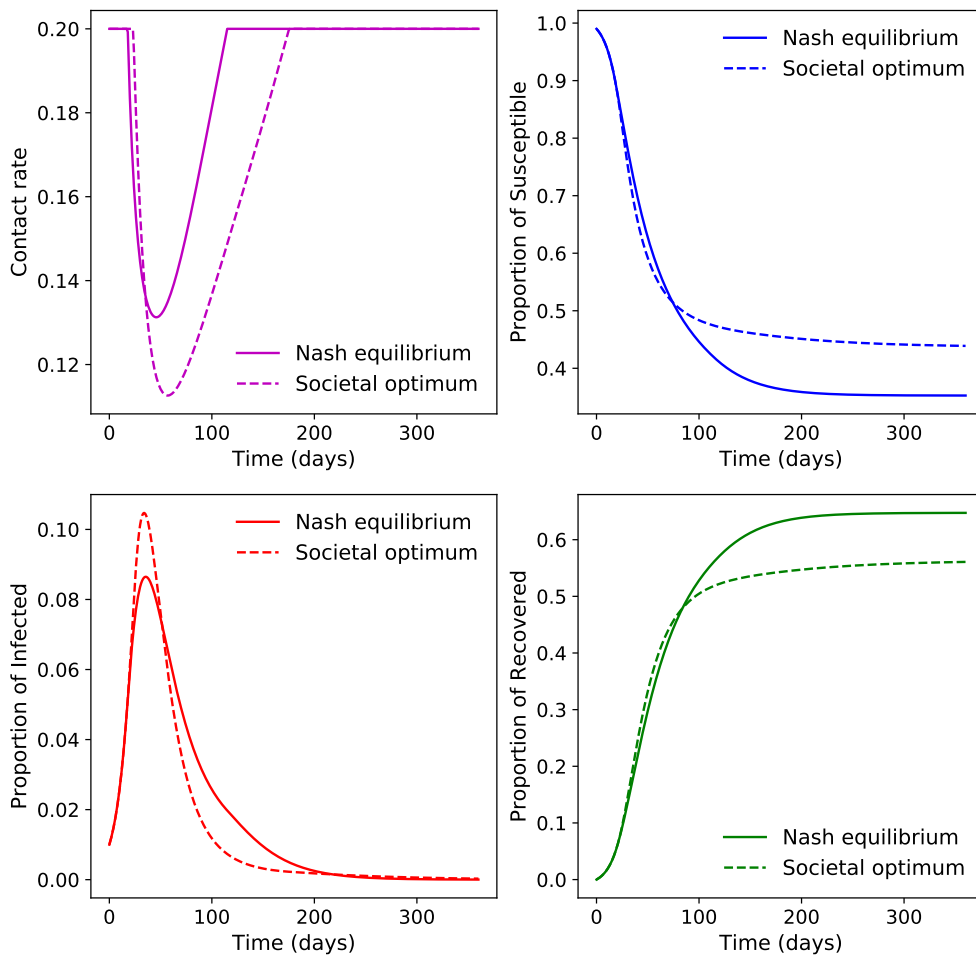 0.20
0.18
0.16
0.14
0.12
Contact rate
Nash equilibrium
Societal optimum
0
100
200
300
Time (days)
1.0
0.9
0.8
0.7
0.6
0.5
0.4
Proportion of Susceptible
Nash equilibrium
Societal optimum
0
100
200
300
Time (days)
0.10
0.08
0.06
0.04
0.02
0.00
Proportion of Infected
Nash equilibrium
Societal optimum
0
100
200
300
Time (days)
0.6
0.5
0.4
0.3
0.2
0.1
0.0
Proportion of Recovered
Nash equilibrium
Societal optimum
0
100
200
300
Time (days)